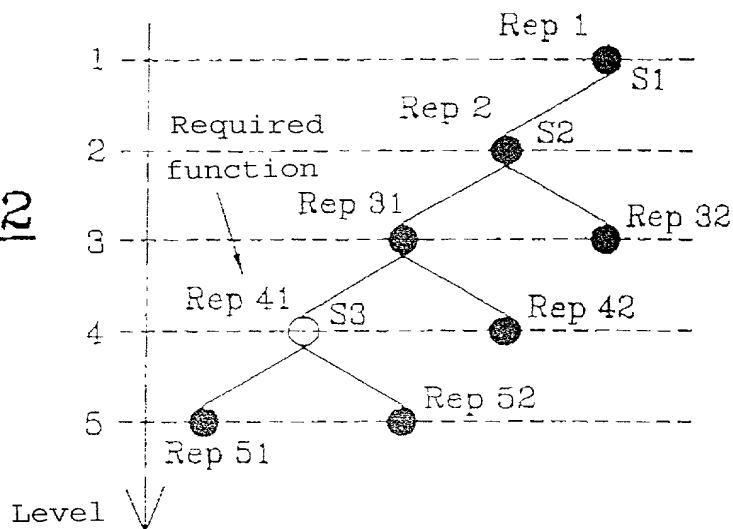 Rep 1
1
S1
Rep 2
Required
function
S2
2
2
Rep 31
Rep 32
3
Rep 41
S3
Rep 42
4
Rep 52
5
Rep 51
Level